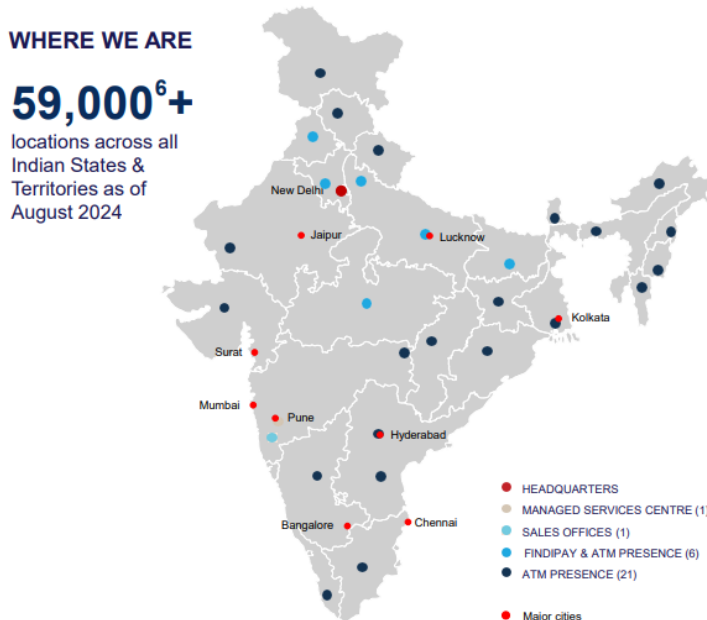 WHERE WE ARE
59,000⁶+
locations across all
Indian States &
Territories as of
August 2024
New Delhi
Jaipur
Lucknow
Kolkata
Surat
Mumbai
Pune
Hyderabad
Bangalore
Chennai
HEADQUARTERS
MANAGED SERVICES CENTRE (1)
SALES OFFICES (1)
FINDIPAY & ATM PRESENCE (6)
ATM PRESENCE (21)
Major cities